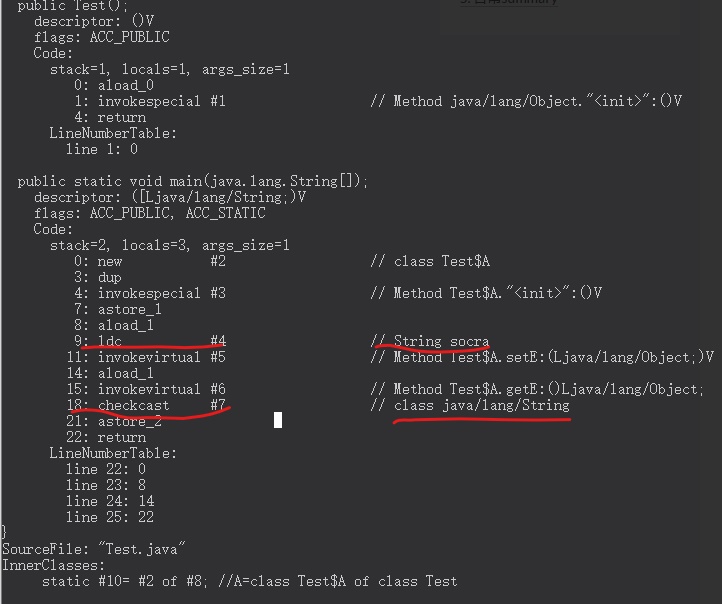 public Test();
descriptor: ()V
flags: ACC_PUBLIC
Code:
stack=1, locals=1, args_size=1
0: aload_0
1: invokespecial #1 // Method java/lang/Object."<init>":()V
4: return
LineNumberTable:
line 1: 0
public static void main(java.lang.String[]);
descriptor: ([Ljava/lang/String;)V
flags: ACC_PUBLIC, ACC_STATIC
Code:
stack=2, locals=3, args_size=1
0: new #2 // class Test$A
3: dup
4: invokespecial #3 // Method Test$A."<init>":()V
7: astore_1
8: aload_1
9: ldc #4 // String socra
11: invokevirtual #5 // Method Test$A.setE:(Ljava/lang/Object;)V
14: aload_1
15: invokevirtual #6 // Method Test$A.getE:()Ljava/lang/Object;
18: checkcast #7 // class java/lang/String
21: astore_2
22: return
LineNumberTable:
line 22: 0
line 23: 8
line 24: 14
line 25: 22
}
SourceFile: "Test.java"
InnerClasses:
static #10= #2 of #8; //A=class Test$A of class Test